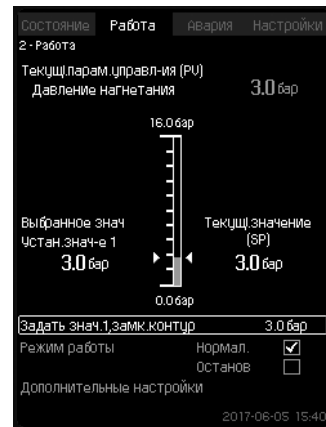 Состояние Работа Авария Настройки
2 - Работа
Текущ.парам.управл-ия (PV)
Давление нагнетания 3.0 бар
16.0 бар
Выбранное знач
Устан.знач-е 1
3.0 бар
Текущ.значение
(SP)
3.0 бар
0.0 бар
Задать знач.1,замк.контур 3.0 бар
Режим работы Нормал.
Останов
Дополнительные настройки
2017-06-05 15:40